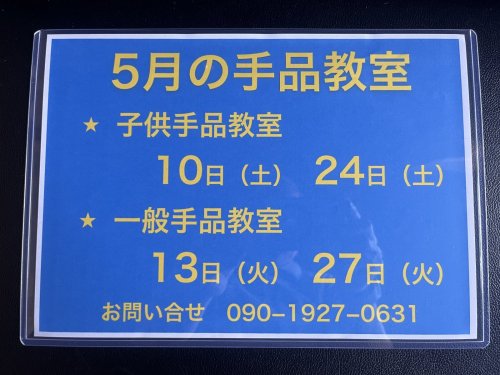 5月の手品教室
★ 子供手品教室
10日（土） 24日（土）
★ 一般手品教室
13日（火） 27日（火）
お問い合せ 090-1927-0631